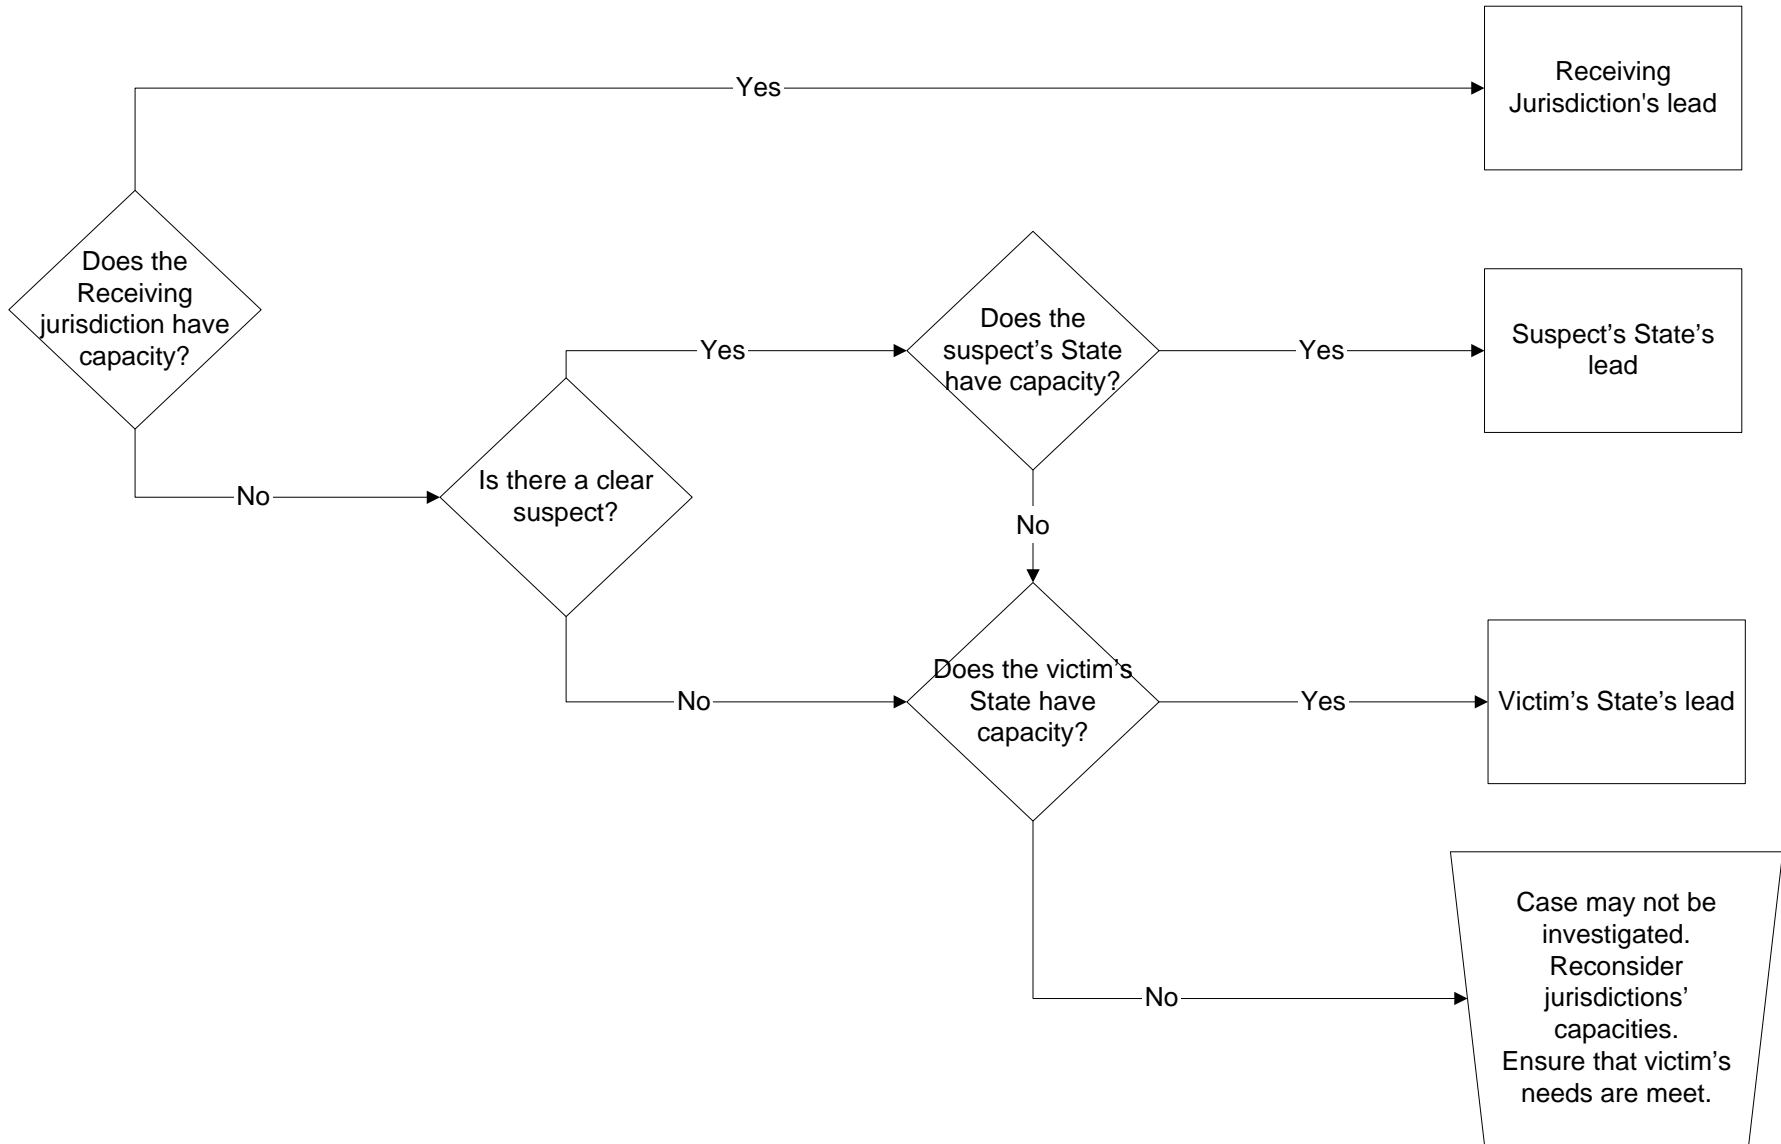 Yes
Receiving
Jurisdiction's lead
Does the
Receiving
jurisdiction have
capacity?
Does the
suspect’s State
have capacity?
Yes
Yes
Suspect’s State’s
lead
Is there a clear
suspect?
No
No
Does the victim’s
State have
capacity?
No
Yes
Victim’s State’s lead
Case may not be
investigated.
Reconsider
jurisdictions’
capacities.
Ensure that victim’s
needs are meet.
No